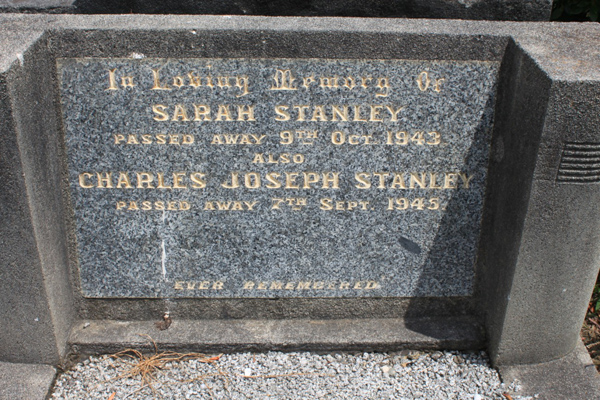 In Loving Memory Of
SARAH STANLEY
PASSED AWAY 9TH OCT. 1943.
ALSO
CHARLES JOSEPH STANLEY
PASSED AWAY 7TH SEPT. 1945.
EVER REMEMBERED.